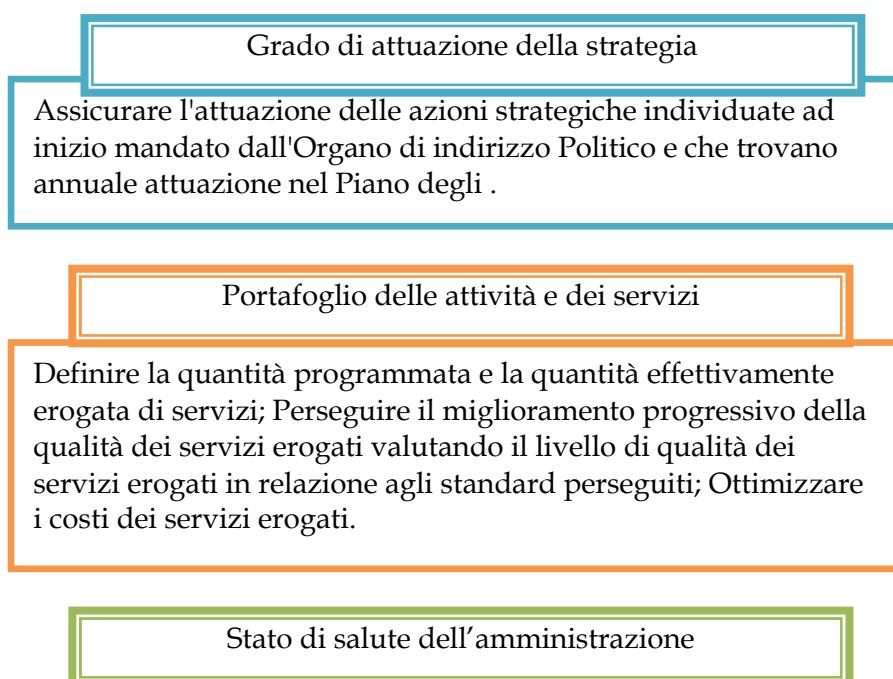 Grado di attuazione della strategia
Assicurare l'attuazione delle azioni strategiche individuate ad
inizio mandato dall'Organo di indirizzo Politico e che trovano
annuale attuazione nel Piano degli .
Portafoglio delle attività e dei servizi
Definire la quantità programmata e la quantità effettivamente
erogata di servizi; Perseguire il miglioramento progressivo della
qualità dei servizi erogati valutando il livello di qualità dei
servizi erogati in relazione agli standard perseguiti; Ottimizzare
i costi dei servizi erogati.
Stato di salute dell’amministrazione